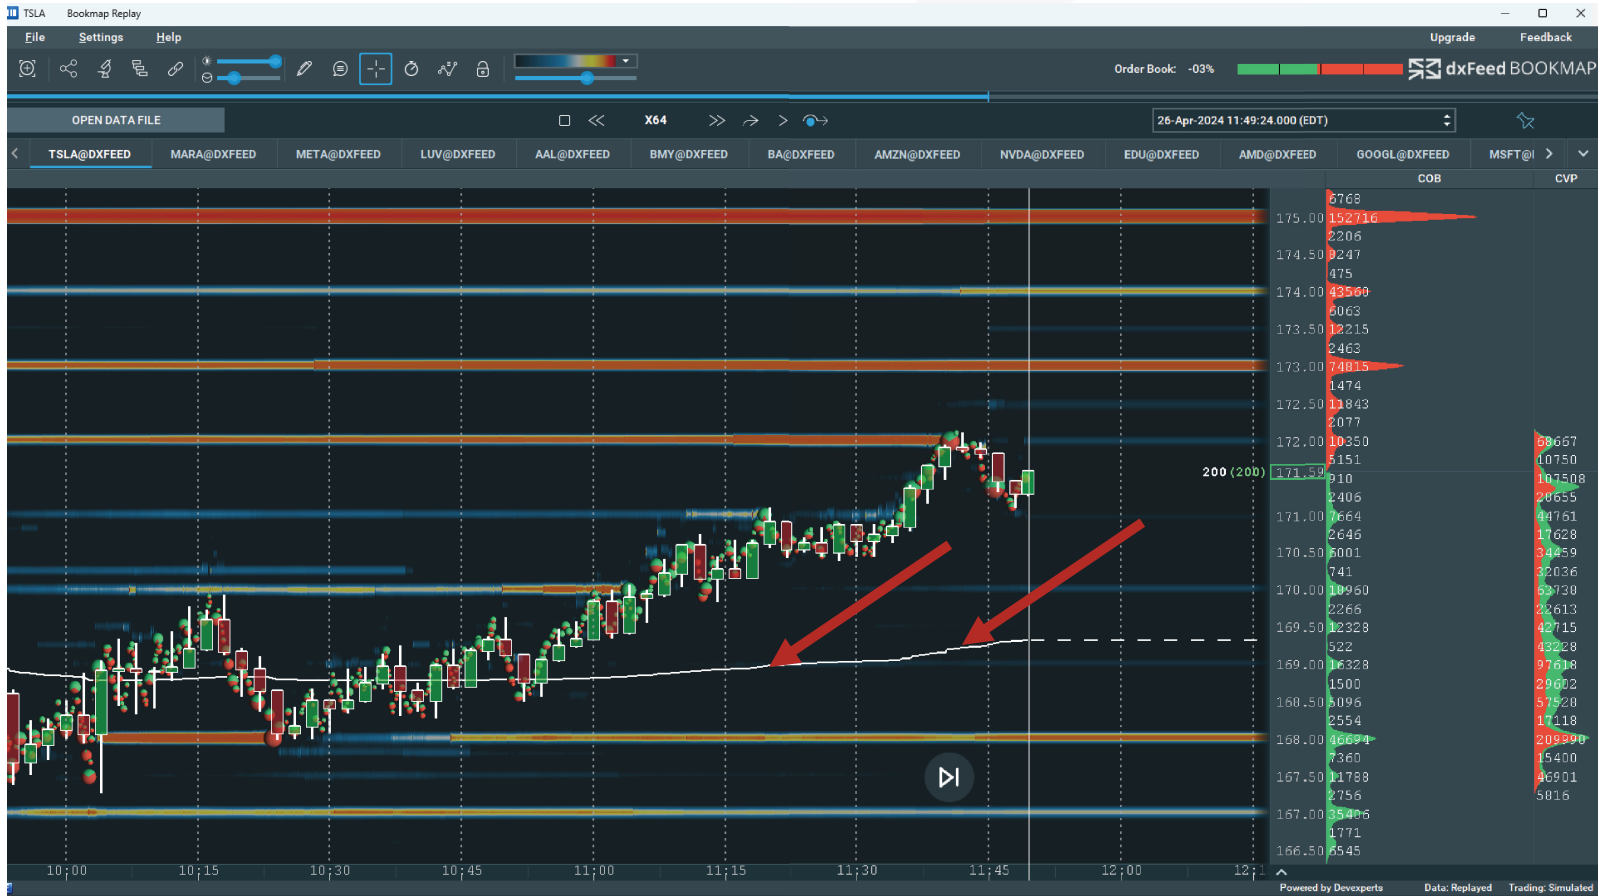 TSLA Bookmap Replay
File Settings Help Upgrade Feedback
Order Book: -03% dxFeed BOOKMAP
OPEN DATA FILE X64 26-Apr-2024 11:49:24.000 (EDT)
TSLA@DXFEED MARA@DXFEED META@DXFEED LUV@DXFEED AAL@DXFEED BMY@DXFEED BA@DXFEED AMZN@DXFEED NVDA@DXFEED EDU@DXFEED AMD@DXFEED GOOGL@DXFEED MSFT@
COB CVP
6768
175.00 152716
2206
174.50 9247
475
174.00 43560
6063
173.50 12215
2463
173.00 74815
1474
172.50 11843
2077
172.00 10350 68667
5151 10750
200 (200) 171.59 910 107508
2406 20655
171.00 7664 44761
2646 17628
170.50 6001 34459
741 32036
170.00 18960 63738
2266 22613
169.50 12328 42715
522 43228
169.00 16328 97618
1500 29602
168.50 5096 57528
2554 17118
168.00 46694 209990
7360 15400
167.50 11788 46901
2756 5816
167.00 35406
1771
166.50 6545
10:00 10:15 10:30 10:45 11:00 11:15 11:30 11:45 12:00 12:1
Powered by Devexperts Data: Replayed Trading: Simulated